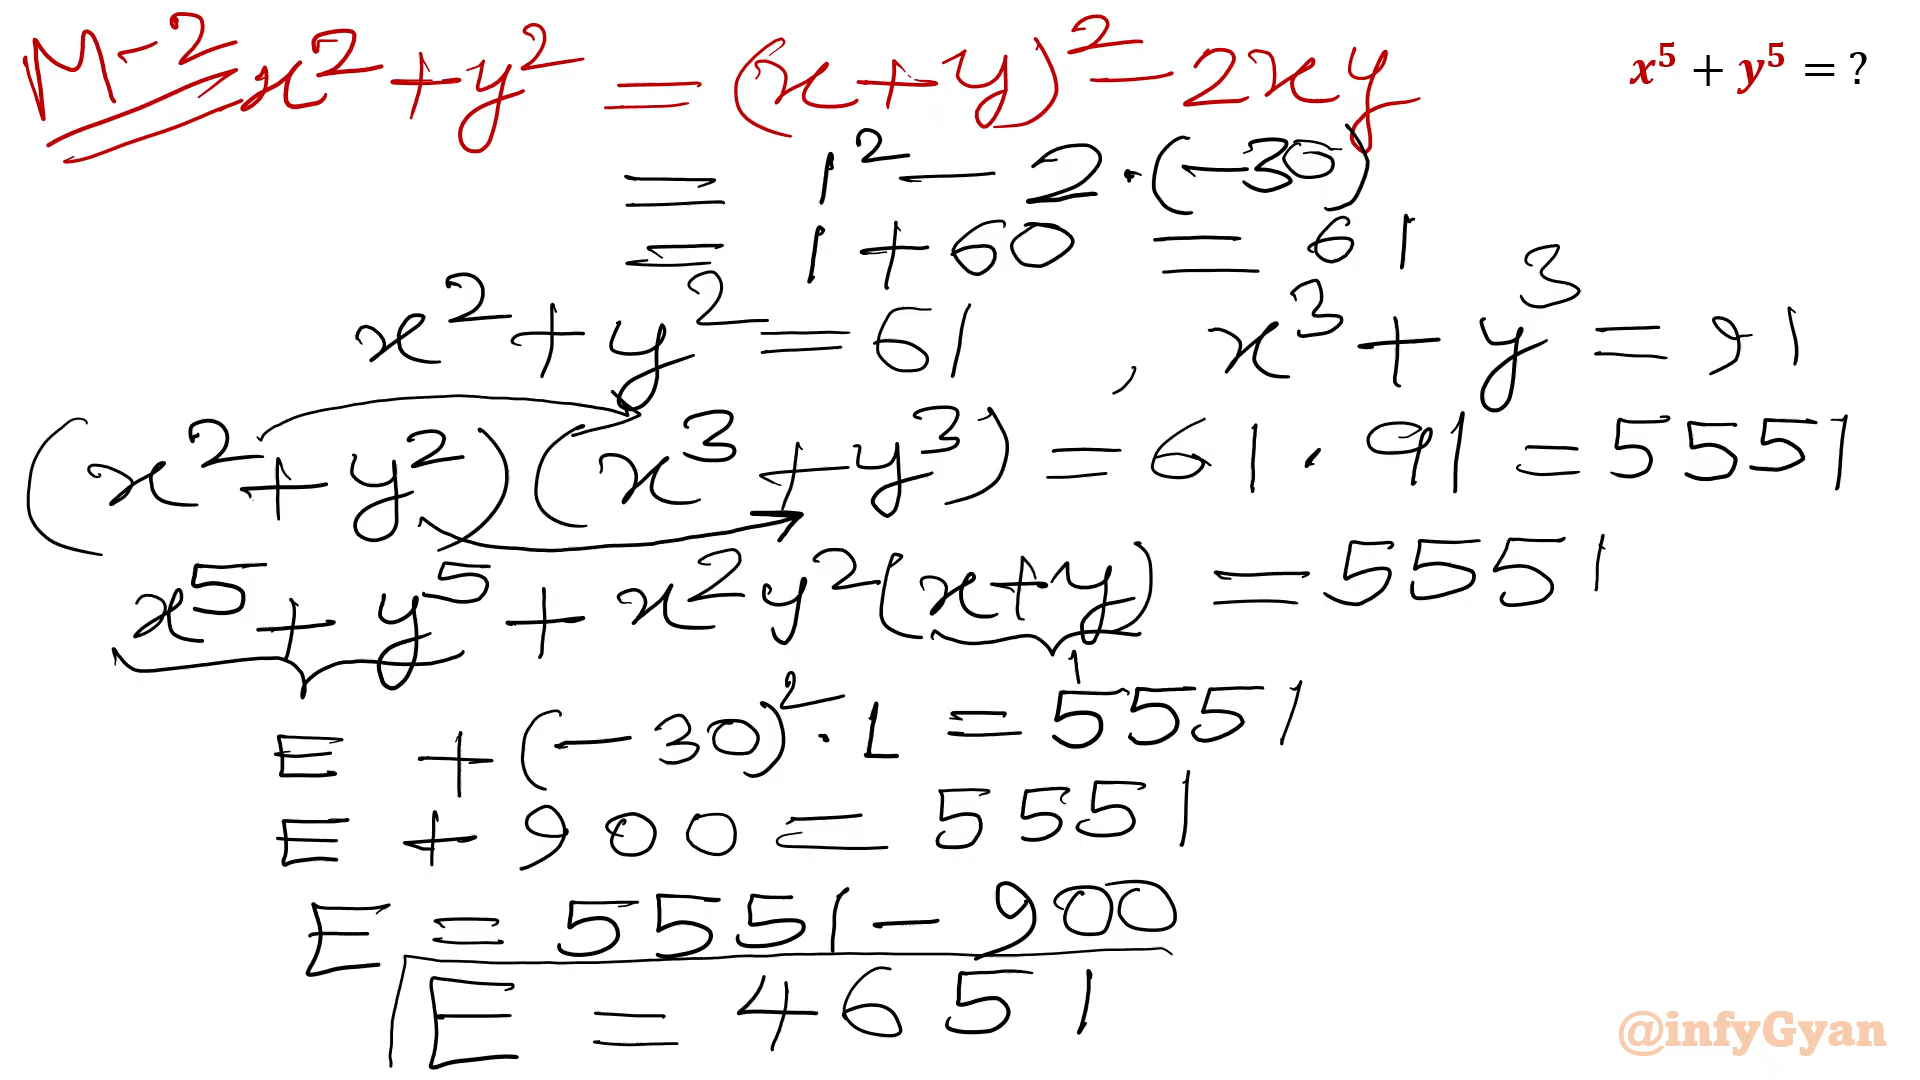 M-2 x² + y² = (x+y)² - 2xy
x⁵ + y⁵ = ?
= 1² - 2·(-30)
= 1 + 60 = 61
x² + y² = 61 , x³ + y³ = 91
(x² + y²)(x³ + y³) = 61 · 91 = 5551
x⁵ + y⁵ + x²y²(x+y) = 5551
1
E + (-30)² · 1 = 5551
E + 900 = 5551
E = 5551 - 900
E = 4651
@infyGyan